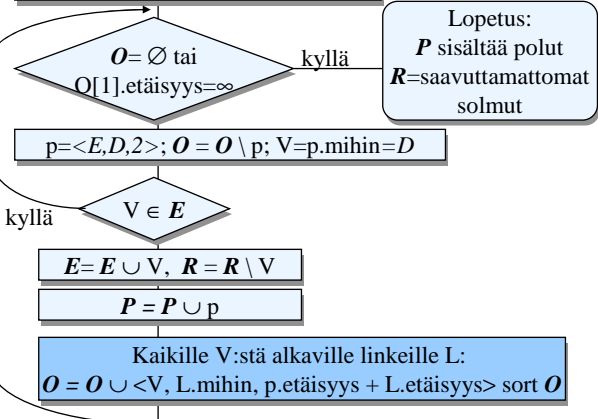 O= ∅ tai
O[1].etäisyys=∞
kyllä
Lopetus:
P sisältää polut
R=saavuttamattomat
solmut
p=<E,D,2>; O = O \ p; V=p.mihin=D
V ∈ E
kyllä
E= E ∪ V, R = R \ V
P = P ∪ p
Kaikille V:stä alkaville linkeille L:
O = O ∪ <V, L.mihin, p.etäisyys + L.etäisyys> sort O